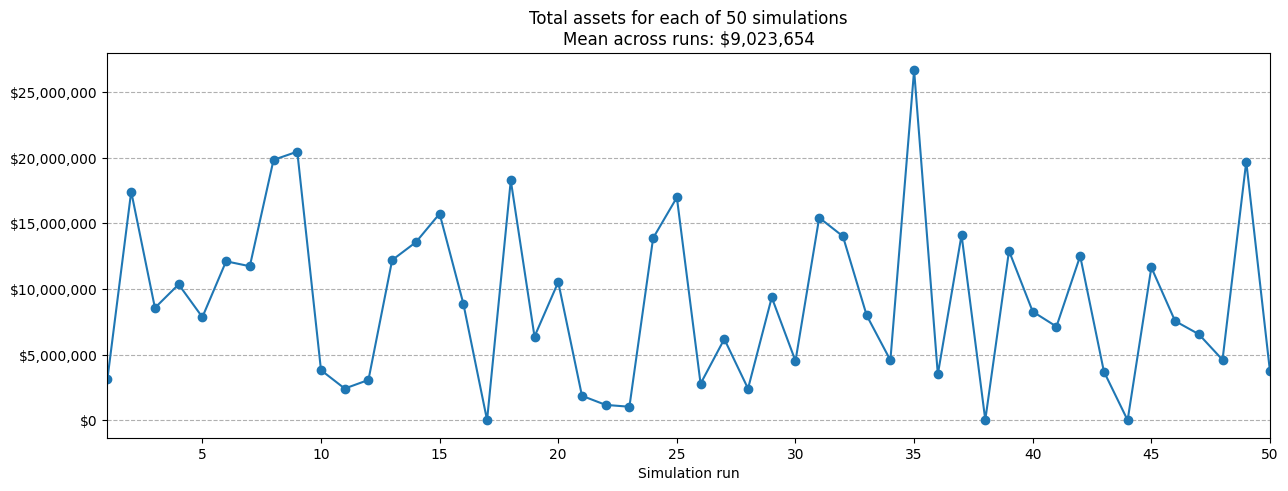 Total assets for each of 50 simulations
Mean across runs: $9,023,654
$25,000,000
$20,000,000
$15,000,000
$10,000,000
$5,000,000
$0
5 10 15 20 25 30 35 40 45 50
Simulation run